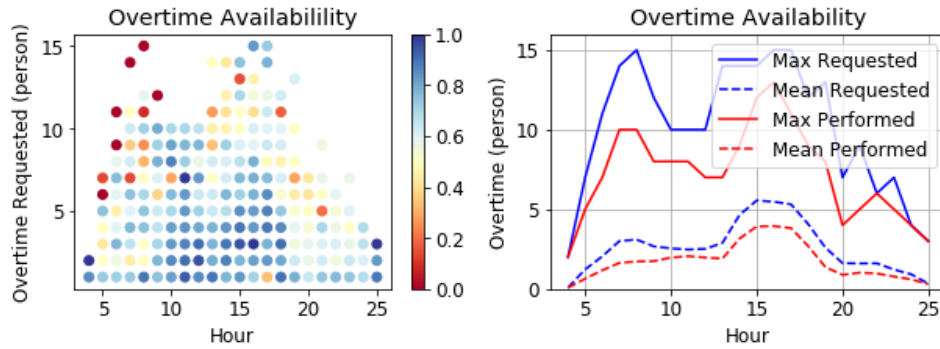 Overtime Availabilility
Overtime Requested (person)
15
10
5
5
10
15
20
25
Hour
1.0
0.8
0.6
0.4
0.2
0.0
Overtime Availability
Overtime (person)
15
10
5
0
5
10
15
20
25
Hour
Max Requested
Mean Requested
Max Performed
Mean Performed